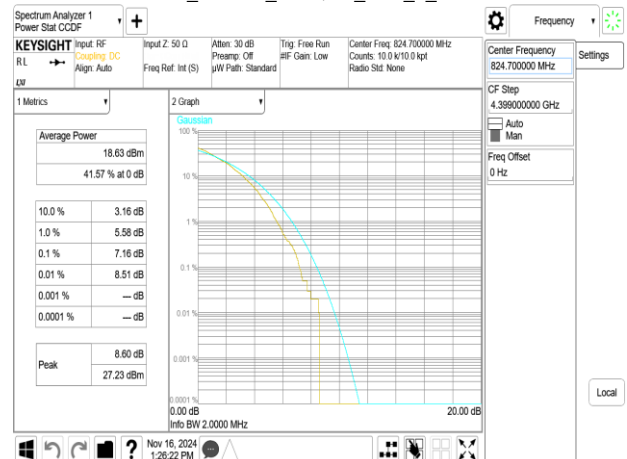 Spectrum Analyzer 1
Power Stat CCDF
Frequency
KEYSIGHT
RL
Input: RF
Coupling: DC
Align: Auto
Input Z: 50 Ω
Freq Ref: Int (S)
Atten: 30 dB
Preamp: Off
µW Path: Standard
Trig: Free Run
#IF Gain: Low
Center Freq: 824.700000 MHz
Counts: 10.0 k/10.0 kpt
Radio Std: None
LXI
Center Frequency
824.700000 MHz
Settings
CF Step
4.399000000 GHz
Auto
Man
Freq Offset
0 Hz
1 Metrics
Average Power
18.63 dBm
41.57 % at 0 dB
10.0 % 3.16 dB
1.0 % 5.58 dB
0.1 % 7.16 dB
0.01 % 8.51 dB
0.001 % --- dB
0.0001 % --- dB
Peak 8.60 dB
27.23 dBm
2 Graph
Gaussian
100 %
10 %
1 %
0.1 %
0.01 %
0.001 %
0.0001 %
0.00 dB 20.00 dB
Info BW 2.0000 MHz
Local
Nov 16, 2024
1:26:22 PM